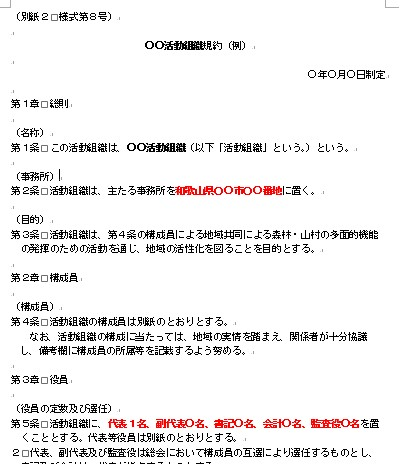 （別紙２□様式第８号）
〇〇活動組織規約（例）
〇年〇月〇日制定
第１章□総則
（名称）
第１条□この活動組織は、〇〇活動組織（以下「活動組織」という。）という。
（事務所）
第２条□活動組織は、主たる事務所を和歌山県〇〇市〇〇番地に置く。
（目的）
第３条□活動組織は、第４条の構成員による地域共同による森林・山村の多面的機能
の発揮のための活動を通じ、地域の活性化を図ることを目的とする。
第２章□構成員
（構成員）
第４条□活動組織の構成員は別紙のとおりとする。
なお、活動組織の構成に当たっては、地域の実情を踏まえ、関係者が十分協議
し、備考欄に構成員の所属等を記載するよう努める。
第３章□役員
（役員の定数及び選任）
第５条□活動組織に、代表１名、副代表〇名、書記〇名、会計〇名、監査役〇名を置
くこととする。代表等役員は別紙のとおりとする。
２□代表、副代表及び監査役は総会において構成員の互選により選任するものとし、